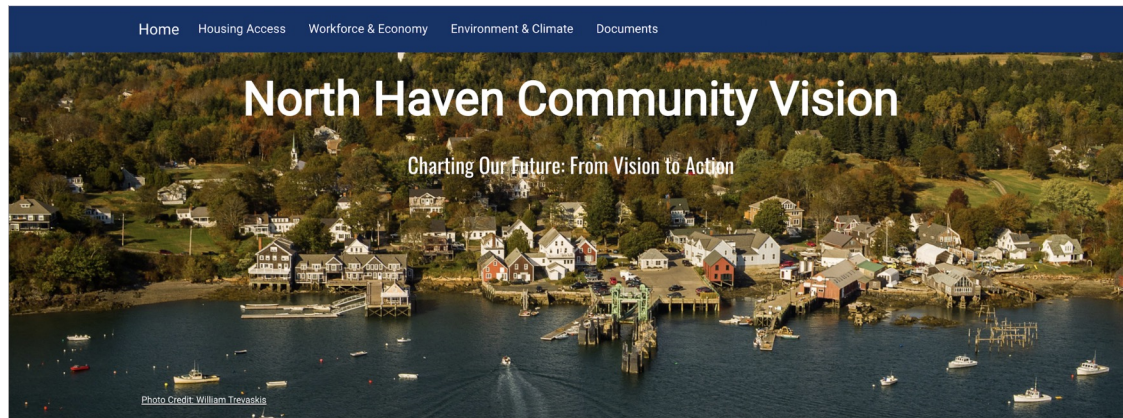 Home Housing Access Workforce & Economy Environment & Climate Documents
North Haven Community Vision
Charting Our Future: From Vision to Action
Photo Credit: William Trevaskis